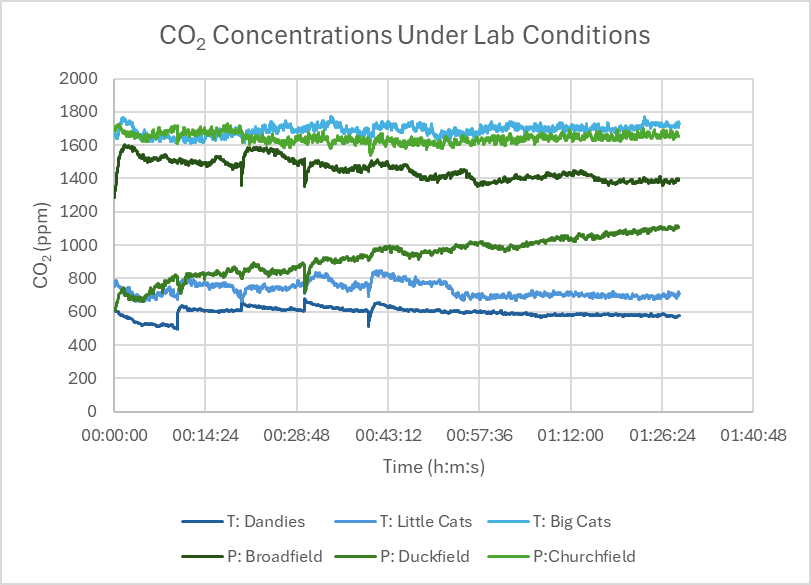 CO₂ Concentrations Under Lab Conditions
2000
1800
1600
1400
1200
1000
800
600
400
200
0
CO₂ (ppm)
00:00:00 00:14:24 00:28:48 00:43:12 00:57:36 01:12:00 01:26:24 01:40:48
Time (h:m:s)
T: Dandies T: Little Cats T: Big Cats
P: Broadfield P: Duckfield P:Churchfield